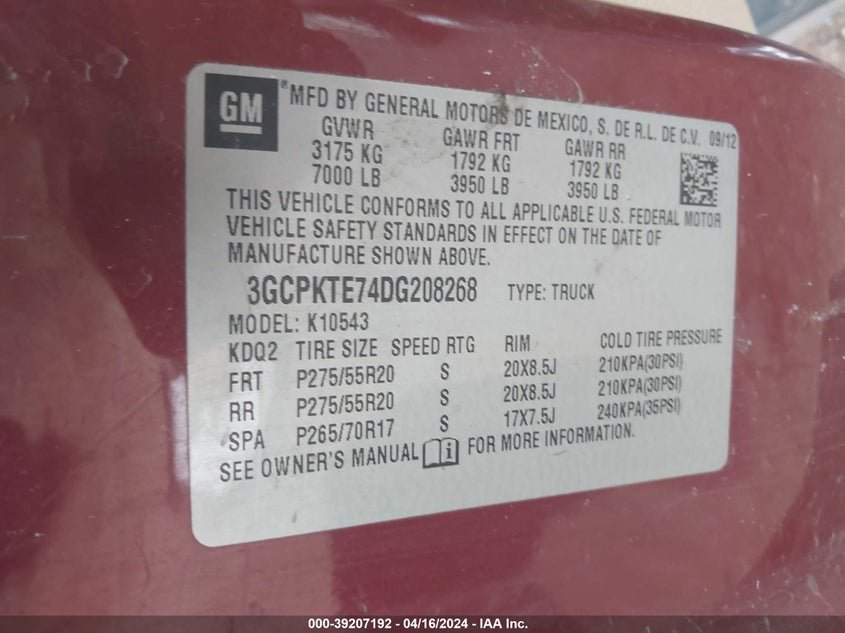 GM
®MFD BY GENERAL MOTORS DE MEXICO, S. DE R.L. DE C.V. 09/12
GVWR GAWR FRT GAWR RR
3175 KG 1792 KG 1792 KG
7000 LB 3950 LB 3950 LB
THIS VEHICLE CONFORMS TO ALL APPLICABLE U.S. FEDERAL MOTOR
VEHICLE SAFETY STANDARDS IN EFFECT ON THE DATE OF
MANUFACTURE SHOWN ABOVE.
3GCPKTE74DG208268 TYPE: TRUCK
MODEL: K10543
KDQ2 TIRE SIZE SPEED RTG RIM COLD TIRE PRESSURE
FRT P275/55R20 S 20X8.5J 210KPA(30PSI)
RR P275/55R20 S 20X8.5J 210KPA(30PSI)
SPA P265/70R17 S 17X7.5J 240KPA(35PSI)
SEE OWNER'S MANUAL i FOR MORE INFORMATION.
000-39207192 - 04/16/2024 - IAA Inc.